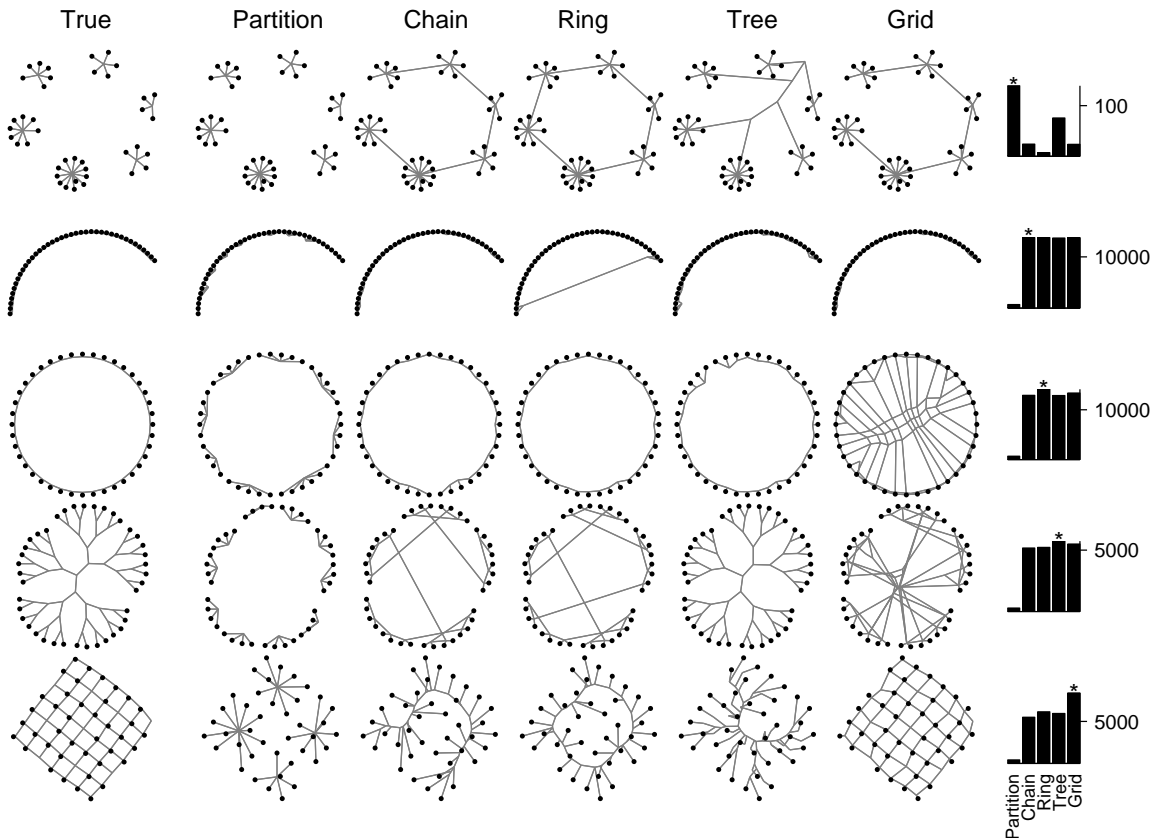 True Partition Chain Ring Tree Grid
*
100
*
10000
*
10000
*
5000
*
5000
Partition
Chain
Ring
Tree
Grid